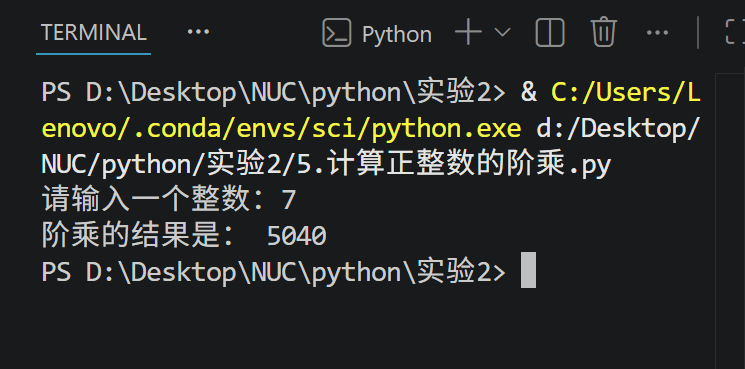 TERMINAL ... Python
PS D:\Desktop\NUC\python\实验2> & C:/Users/L
enovo/.conda/envs/sci/python.exe d:/Desktop/
NUC/python/实验2/5.计算正整数的阶乘.py
请输入一个整数：7
阶乘的结果是： 5040
PS D:\Desktop\NUC\python\实验2>